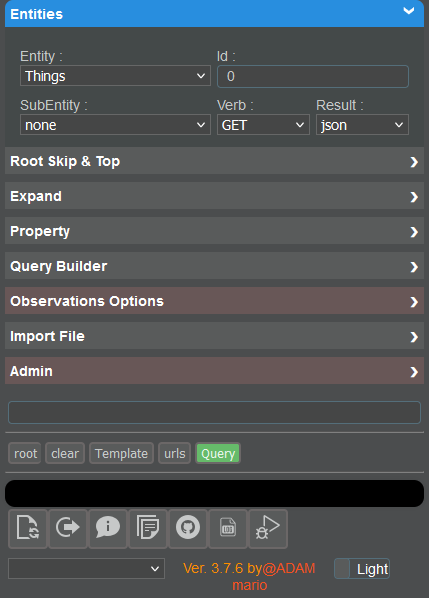 Entities
Entity : Id :
Things 0
SubEntity : Verb : Result :
none GET json
Root Skip & Top
Expand
Property
Query Builder
Observations Options
Import File
Admin
root clear Template urls Query
Ver. 3.7.6 by@ADAM
mario
Light